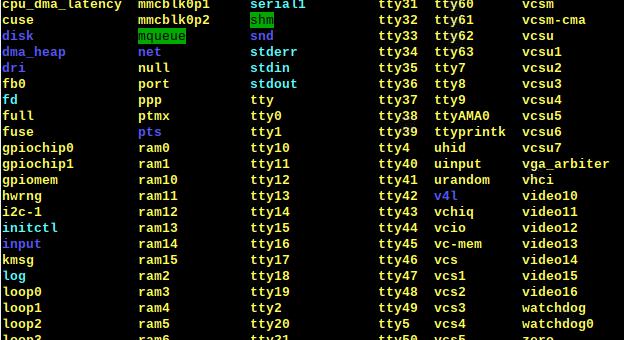 cpu_dma_latency mmcblk0p1 serial1 tty31 tty60 vcsm
cuse mmcblk0p2 shm tty32 tty61 vcsm-cma
disk mqueue snd tty33 tty62 vcsu
dma_heap net stderr tty34 tty63 vcsu1
dri null stdin tty35 tty7 vcsu2
fb0 port stdout tty36 tty8 vcsu3
fd ppp tty tty37 tty9 vcsu4
full ptmx tty0 tty38 ttyAMA0 vcsu5
fuse pts tty1 tty39 ttyprintk vcsu6
gpiochip0 ram0 tty10 tty4 uhid vcsu7
gpiochip1 ram1 tty11 tty40 uinput vga_arbiter
gpiomem ram10 tty12 tty41 urandom vhci
hwrng ram11 tty13 tty42 v4l video10
i2c-1 ram12 tty14 tty43 vchiq video11
initctl ram13 tty15 tty44 vcio video12
input ram14 tty16 tty45 vc-mem video13
kmsg ram15 tty17 tty46 vcs video14
log ram2 tty18 tty47 vcs1 video15
loop0 ram3 tty19 tty48 vcs2 video16
loop1 ram4 tty2 tty49 vcs3 watchdog
loop2 ram5 tty20 tty5 vcs4 watchdog0
loop3 ram6 tty21 tty50 vcs5 zero